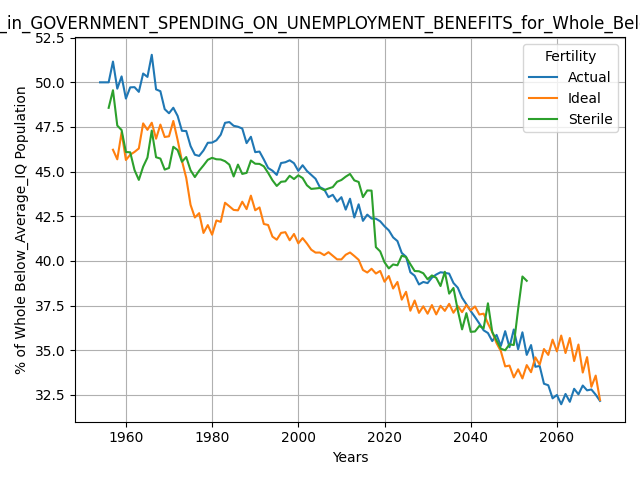 _in_GOVERNMENT_SPENDING_ON_UNEMPLOYMENT_BENEFITS_for_Whole_Bel
% of Whole Below_Average_IQ Population
52.5
50.0
47.5
45.0
42.5
40.0
37.5
35.0
32.5
Fertility
Actual
Ideal
Sterile
1960 1980 2000 2020 2040 2060
Years